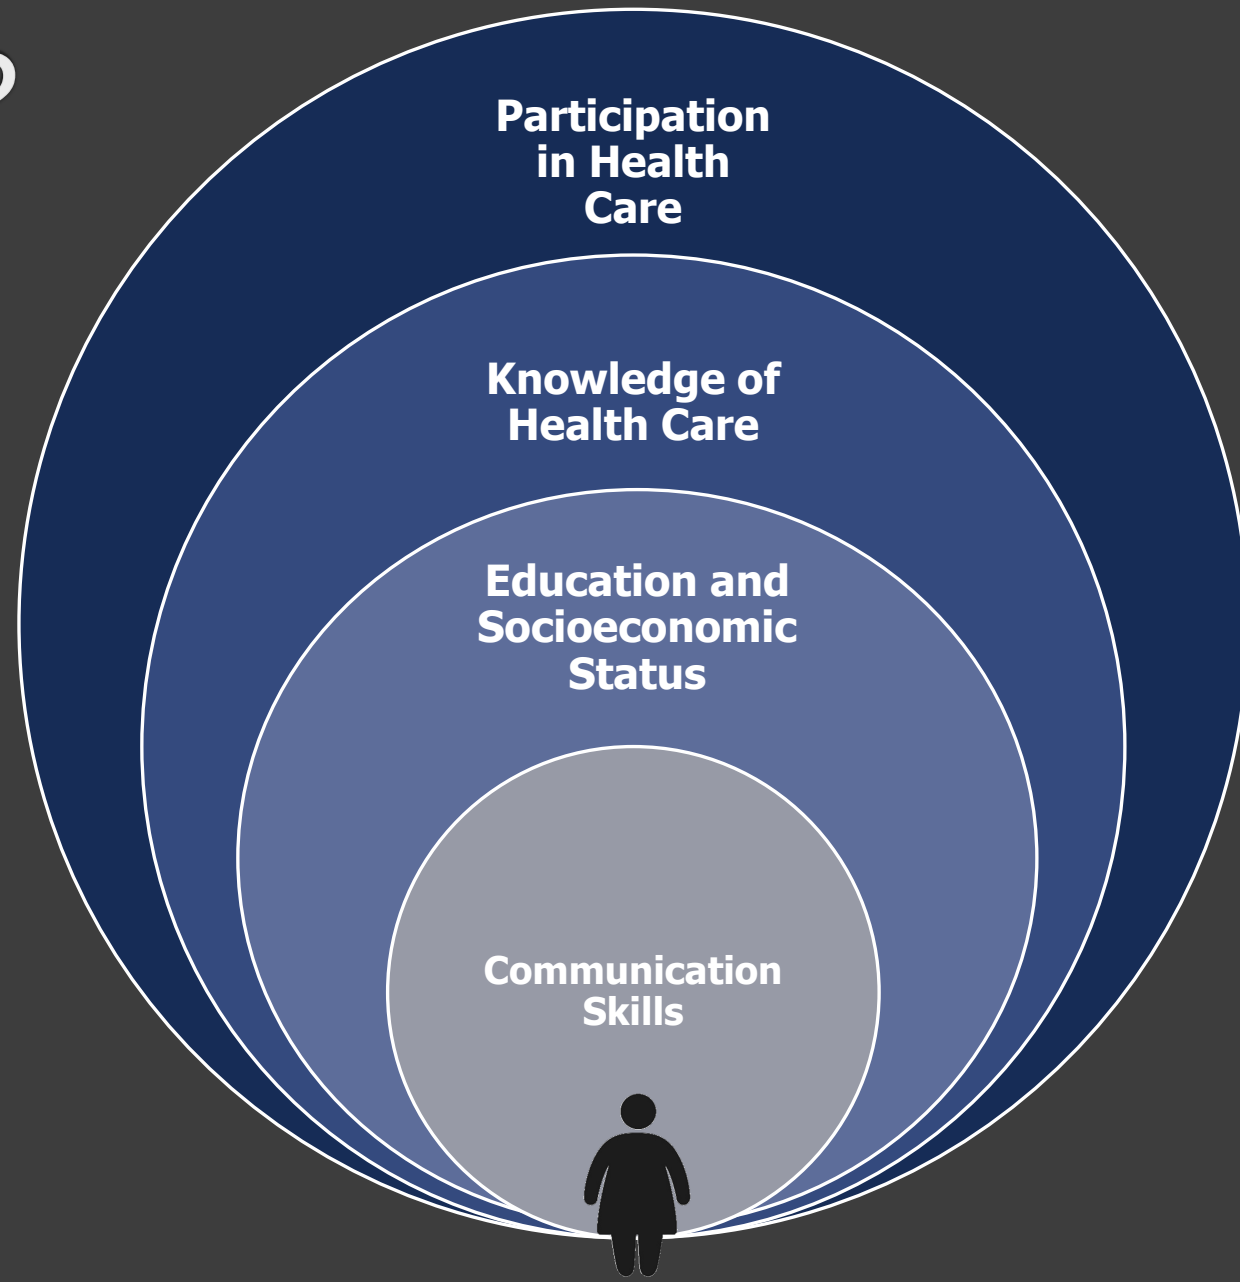 Participation
in Health
Care
Knowledge of
Health Care
Education and
Socioeconomic
Status
Communication
Skills